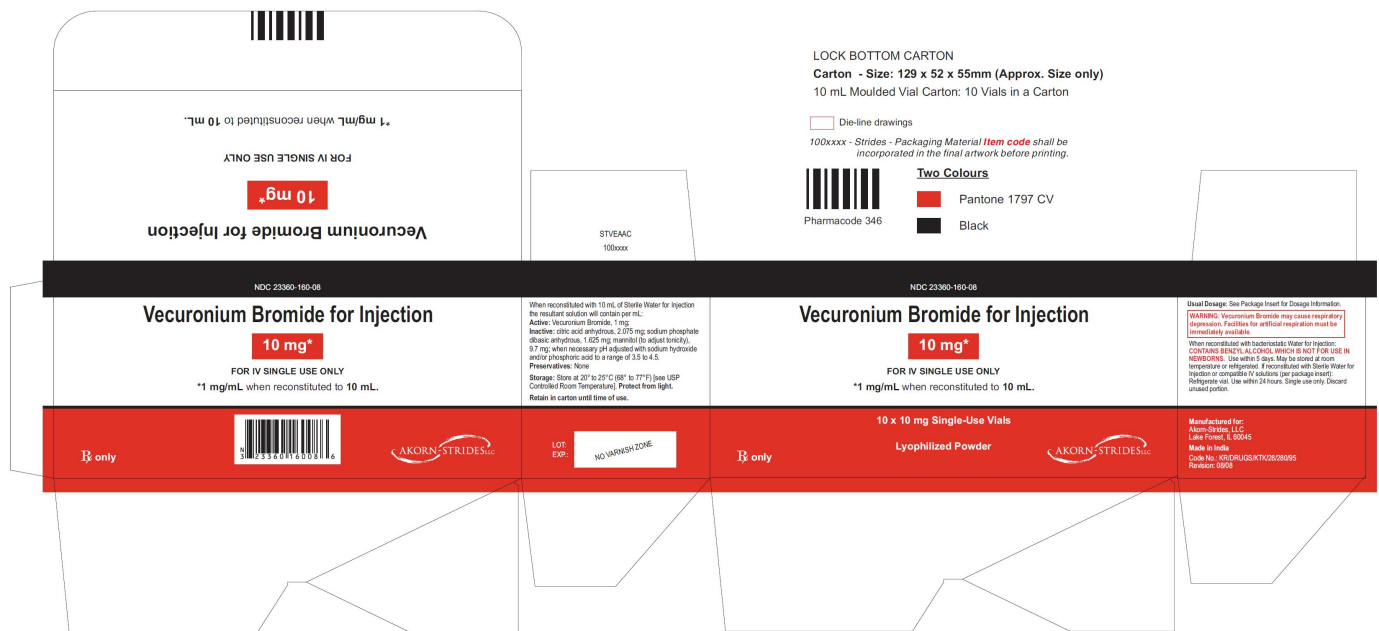 *1 mg/mL when reconstituted to 10 mL.
FOR IV SINGLE USE ONLY
10 mg*
Vecuronium Bromide for Injection
LOCK BOTTOM CARTON
Carton - Size: 129 x 52 x 55mm (Approx. Size only)
10 mL Moulded Vial Carton: 10 Vials in a Carton
Die-line drawings
100xxxx - Strides - Packaging Material Item code shall be
incorporated in the final artwork before printing.
Pharmacode 346
Two Colours
Pantone 1797 CV
Black
STVEAAC
100xxxx
NDC 23360-160-08
Vecuronium Bromide for Injection
10 mg*
FOR IV SINGLE USE ONLY
*1 mg/mL when reconstituted to 10 mL.
Rx only
N
3 23360 16008 6
AKORN-STRIDES LLC
When reconstituted with 10 mL of Sterile Water for Injection
the resultant solution will contain per mL:
Active: Vecuronium Bromide, 1 mg;
Inactive: citric acid anhydrous, 2.075 mg; sodium phosphate
dibasic anhydrous, 1.625 mg; mannitol (to adjust tonicity),
9.7 mg; when necessary pH adjusted with sodium hydroxide
and/or phosphoric acid to a range of 3.5 to 4.5.
Preservatives: None
Storage: Store at 20° to 25°C (68° to 77°F) [see USP
Controlled Room Temperature]. Protect from light.
Retain in carton until time of use.
LOT:
EXP.:
NO VARNISH ZONE
NDC 23360-160-08
Vecuronium Bromide for Injection
10 mg*
FOR IV SINGLE USE ONLY
*1 mg/mL when reconstituted to 10 mL.
10 x 10 mg Single-Use Vials
Lyophilized Powder
Rx only
AKORN-STRIDES LLC
Usual Dosage: See Package Insert for Dosage Information.
WARNING: Vecuronium Bromide may cause respiratory
depression. Facilities for artificial respiration must be
immediately available.
When reconstituted with bacteriostatic Water for Injection:
CONTAINS BENZYL ALCOHOL WHICH IS NOT FOR USE IN
NEWBORNS. Use within 5 days. May be stored at room
temperature or refrigerated. If reconstituted with Sterile Water for
Injection or compatible IV solutions (per package insert):
Refrigerate vial. Use within 24 hours. Single use only. Discard
unused portion.
Manufactured for:
Akorn-Strides, LLC
Lake Forest, IL 60045
Made in India
Code No.: KR/DRUGS/KTK/28/280/95
Revision: 08/08